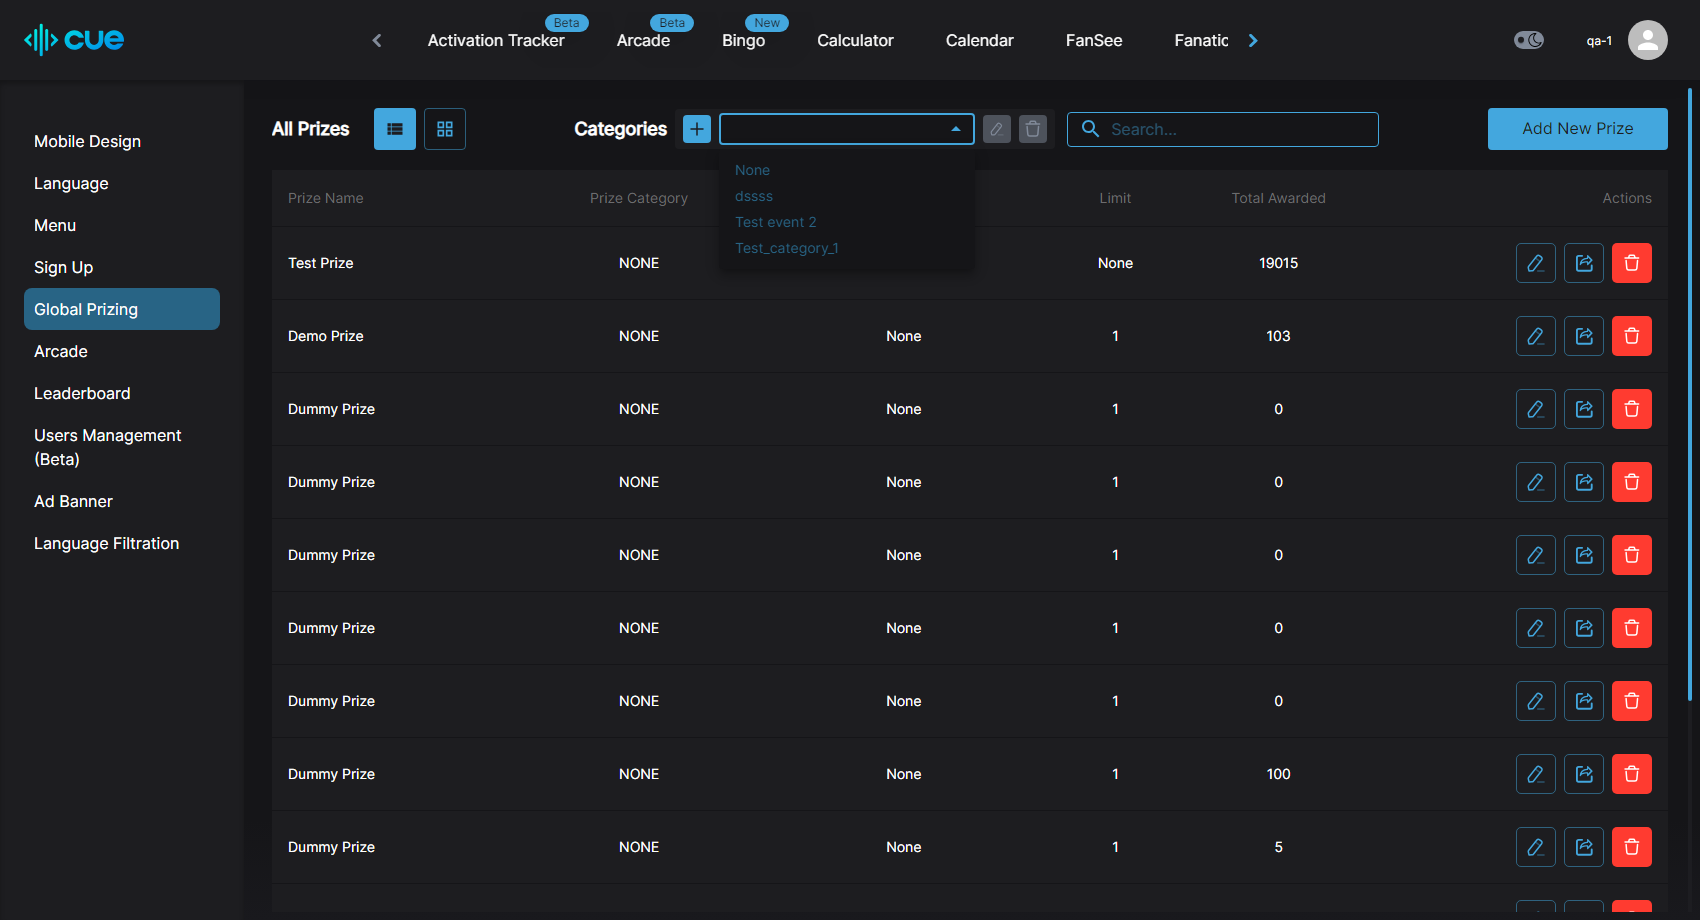 cue
Beta
Beta
New
Activation Tracker
Arcade
Bingo
Calculator
Calendar
FanSee
Fanatic
qa-1
Mobile Design
Language
Menu
Sign Up
Global Prizing
Arcade
Leaderboard
Users Management
(Beta)
Ad Banner
Language Filtration
All Prizes
Categories
Search...
Add New Prize
None
dssss
Test event 2
Test_category_1
Prize Name Prize Category Limit Total Awarded Actions
Test Prize NONE None 19015
Demo Prize NONE None 1 103
Dummy Prize NONE None 1 0
Dummy Prize NONE None 1 0
Dummy Prize NONE None 1 0
Dummy Prize NONE None 1 0
Dummy Prize NONE None 1 0
Dummy Prize NONE None 1 100
Dummy Prize NONE None 1 5